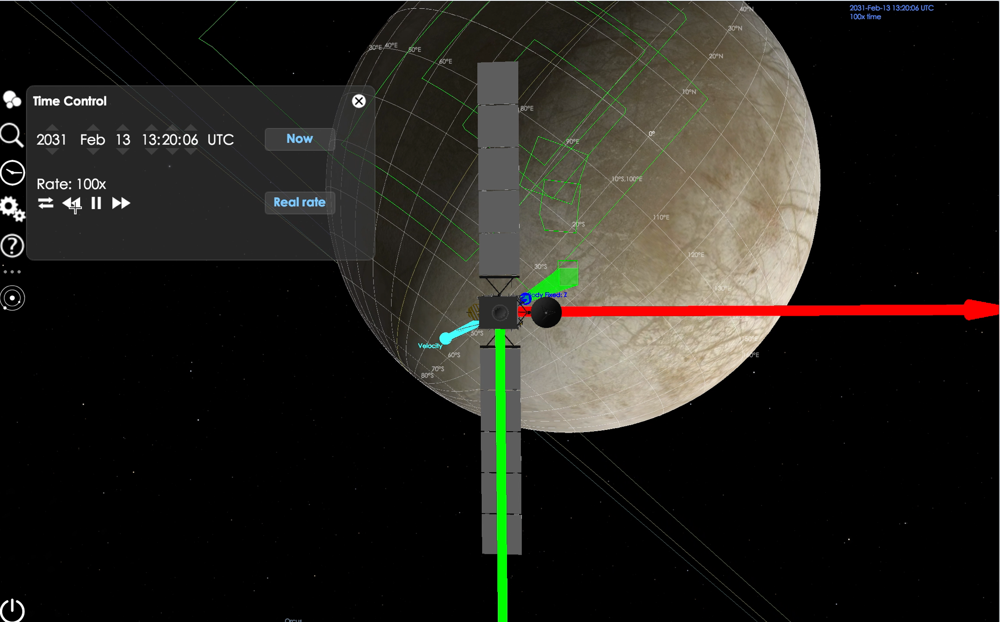 2031-Feb-13 13:20:06 UTC
100x time
40°N
30°N
20°N
10°N
0°
30°E 40°E
50°E
60°E
80°E
90°E
10°S,100°E
110°E
120°E
130°E
150°E
160°E
20°S
30°S
50°S
60°S
70°S
80°S
Time Control
2031 Feb 13 13:20:06 UTC
Now
Rate: 100x
Real rate
Body Fixed: Z
Velocity
Orcus